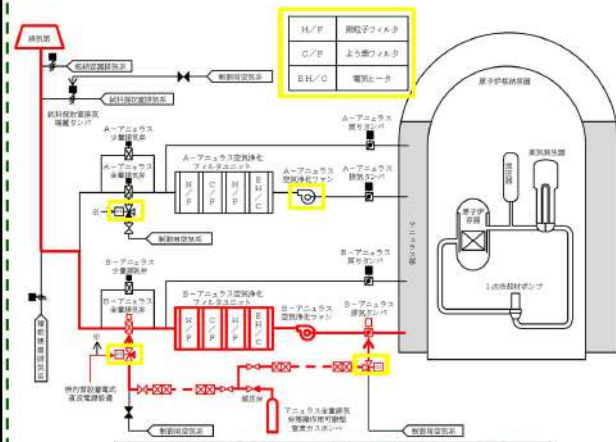 排気筒
H/F 微粒子フィルタ
C/F よう素フィルタ
EH/C 電気ヒータ
格納容器排気系
制御用空気系
試料採取室排気系
試料採取室排気
隔離ダンパ
原子炉格納容器
A-アニュラス
少量排気弁
A-アニュラス
全量排気弁
A-アニュラス空気浄化
フィルタユニット
A-アニュラス
空気浄化ファン
A-アニュラス
戻りダンパ
A-アニュラス
排気ダンパ
H/F
C/F
H/F
EH/C
制御用空気系
蒸気発生器
加圧器
原子炉
容器
1次冷却材ポンプ
アニュラス部
B-アニュラス
少量排気弁
B-アニュラス
全量排気弁
B-アニュラス空気浄化
フィルタユニット
B-アニュラス
空気浄化ファン
B-アニュラス
戻りダンパ
B-アニュラス
排気ダンパ
H/F
C/F
H/F
EH/C
補助建屋排気系
所内常設蓄電式
直流電源設備
減圧弁
アニュラス全量排気
弁等操作用可搬型
窒素ガスボンベ
制御用空気系
制御用空気系